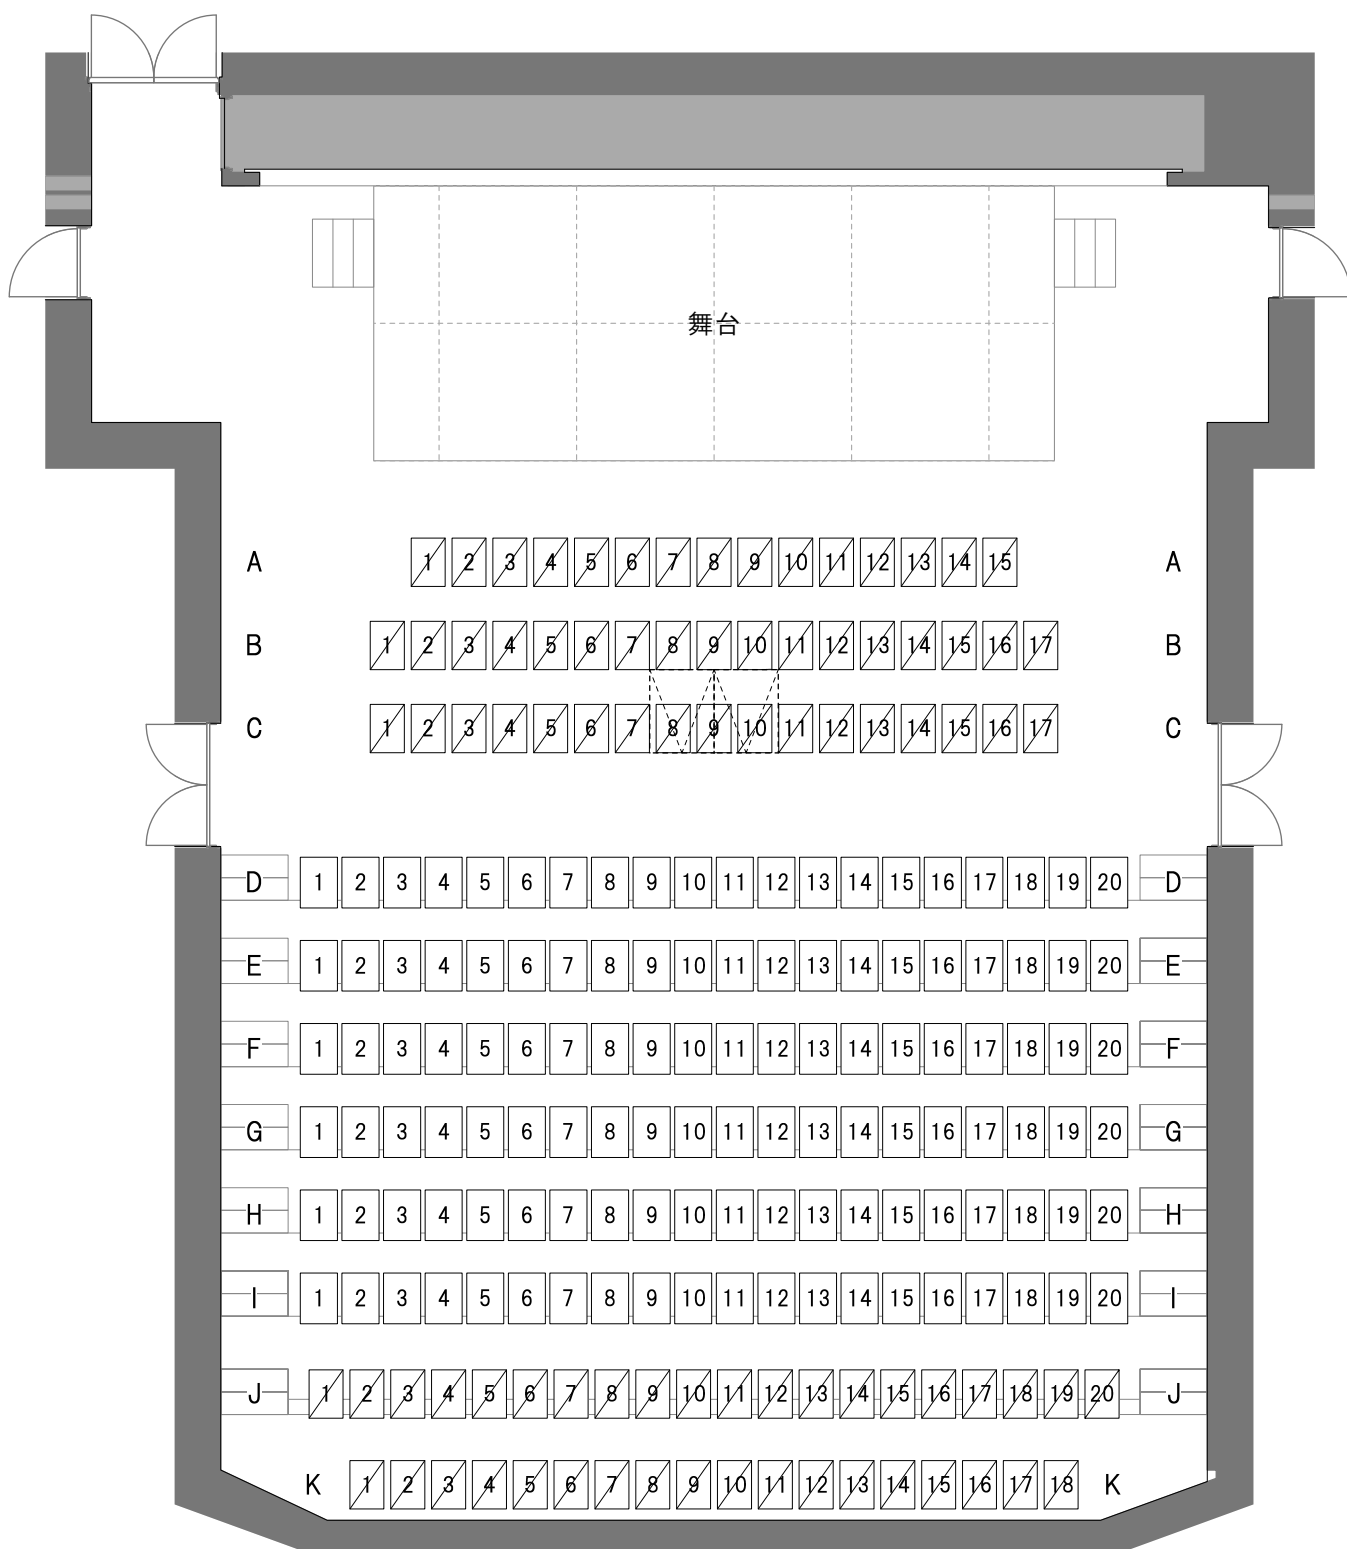 舞台
A 1 2 3 4 5 6 7 8 9 10 11 12 13 14 15 A
B 1 2 3 4 5 6 7 8 9 10 11 12 13 14 15 16 17 B
C 1 2 3 4 5 6 7 8 9 10 11 12 13 14 15 16 17 C
D 1 2 3 4 5 6 7 8 9 10 11 12 13 14 15 16 17 18 19 20 D
E 1 2 3 4 5 6 7 8 9 10 11 12 13 14 15 16 17 18 19 20 E
F 1 2 3 4 5 6 7 8 9 10 11 12 13 14 15 16 17 18 19 20 F
G 1 2 3 4 5 6 7 8 9 10 11 12 13 14 15 16 17 18 19 20 G
H 1 2 3 4 5 6 7 8 9 10 11 12 13 14 15 16 17 18 19 20 H
I 1 2 3 4 5 6 7 8 9 10 11 12 13 14 15 16 17 18 19 20 I
J 1 2 3 4 5 6 7 8 9 10 11 12 13 14 15 16 17 18 19 20 J
K 1 2 3 4 5 6 7 8 9 10 11 12 13 14 15 16 17 18 K